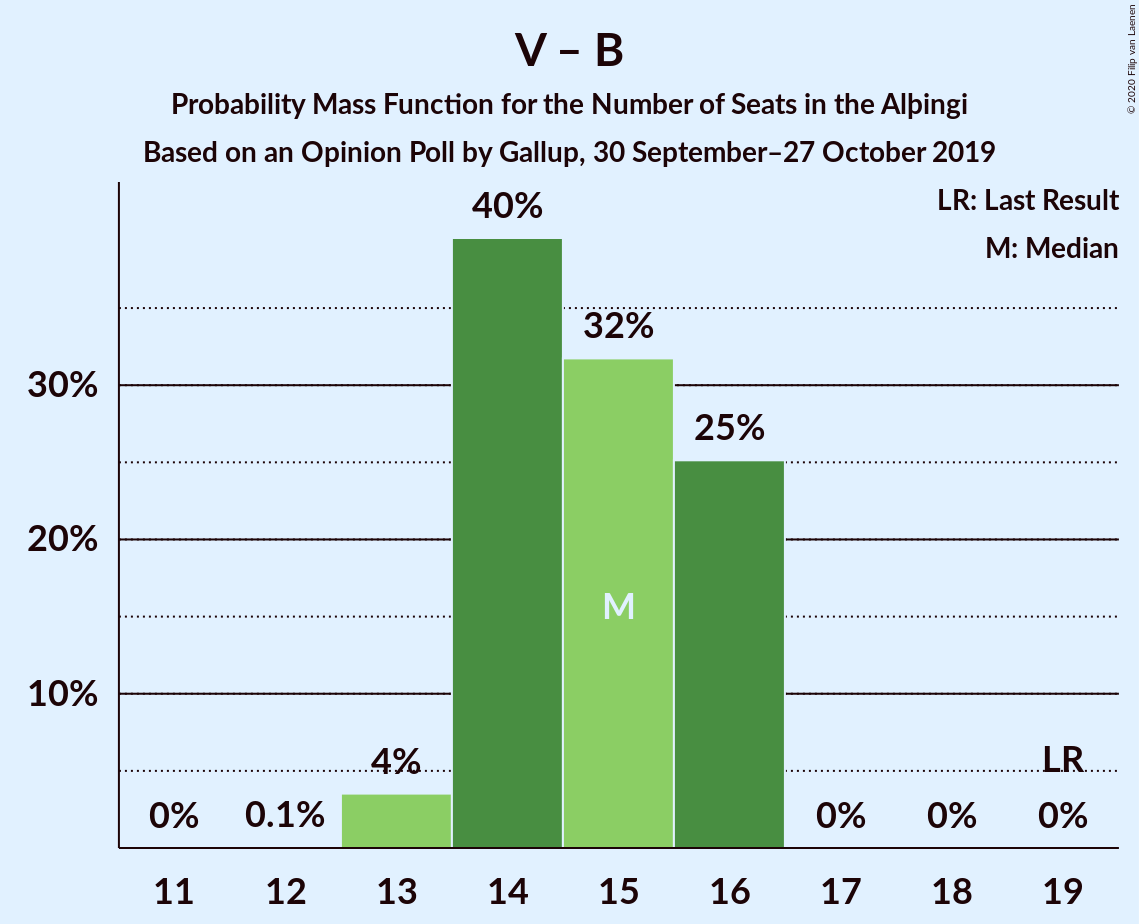 V – B
Probability Mass Function for the Number of Seats in the Alþingi
Based on an Opinion Poll by Gallup, 30 September–27 October 2019
© 2020 Filip van Laenen
LR: Last Result
M: Median
40%
32%
30%
25%
20%
M
10%
4%
LR
0% 0.1% 0% 0% 0%
11 12 13 14 15 16 17 18 19